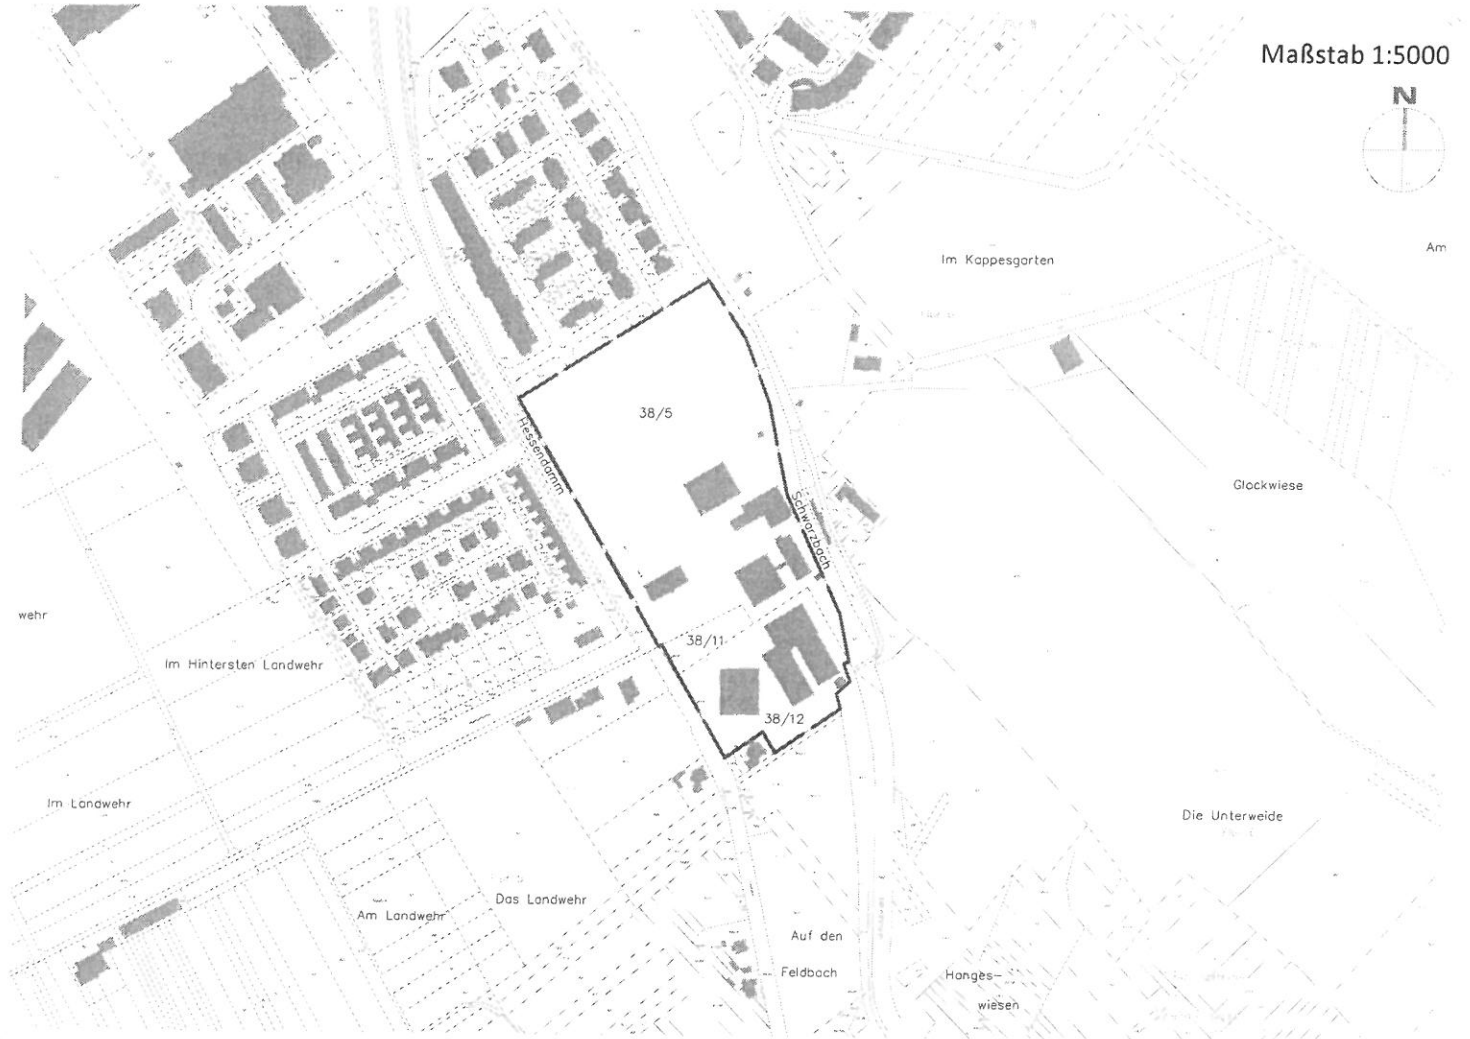 Maßstab 1:5000
N
Am
Im Kappesgarten
38/5
Hessendamm
Schwarzbach
Glockwiese
wehr
Im Hintersten Landwehr
38/11
38/12
Im Landwehr
Die Unterweide
Am Landwehr
Das Landwehr
Auf den
Feldbach
Hanges-
wiesen